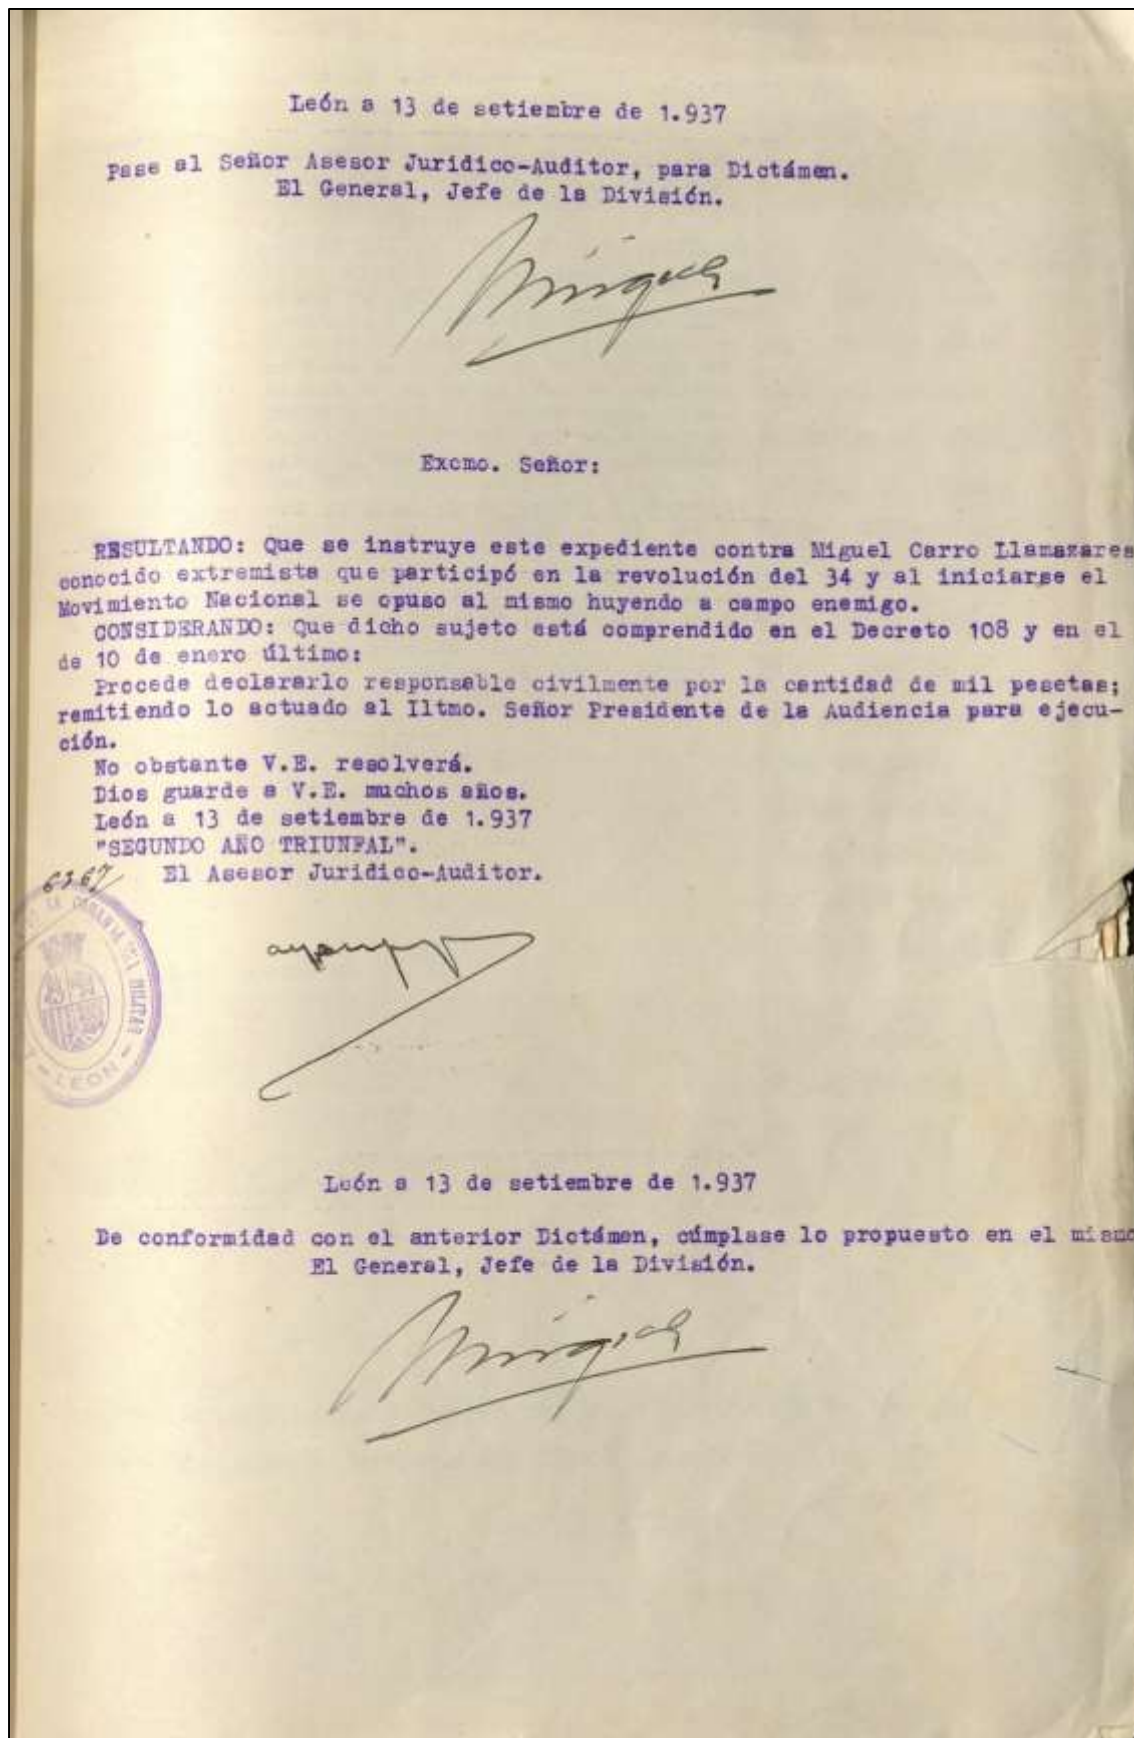 León a 13 de setiembre de 1.937
Pase al Señor Asesor Juridico-Auditor, para Dictámen.
El General, Jefe de la División.
Excmo. Señor:
RESULTANDO: Que se instruye este expediente contra Miguel Carro Llamazares
conocido extremista que participó en la revolución del 34 y al iniciarse el
Movimiento Nacional se opuso al mismo huyendo a campo enemigo.
CONSIDERANDO: Que dicho sujeto está comprendido en el Decreto 108 y en el
de 10 de enero último:
Procede declararlo responsable civilmente por la cantidad de mil pesetas;
remitiendo lo actuado al Iltmo. Señor Presidente de la Audiencia para ejecu-
ción.
No obstante V.E. resolverá.
Dios guarde a V.E. muchos años.
León a 13 de setiembre de 1.937
"SEGUNDO AÑO TRIUNFAL".
6367
El Asesor Juridico-Auditor.
MILITAR
- LEON -
León a 13 de setiembre de 1.937
De conformidad con el anterior Dictámen, cúmplase lo propuesto en el mismo
El General, Jefe de la División.